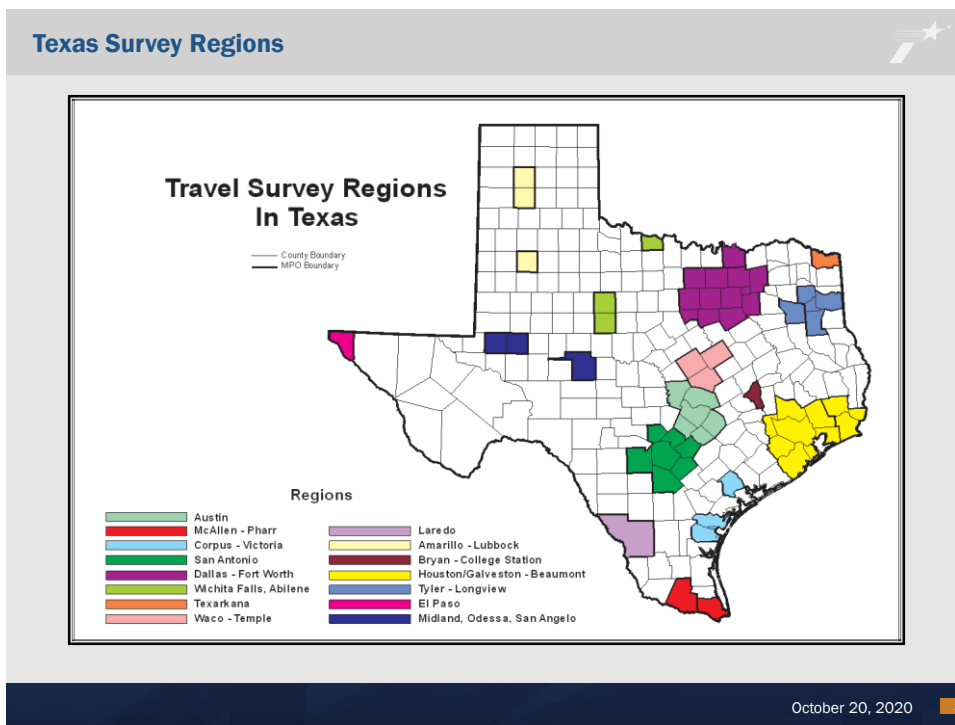 Texas Survey Regions
Travel Survey Regions
In Texas
County Boundary
MPO Boundary
Regions
Austin
McAllen - Pharr
Corpus - Victoria
San Antonio
Dallas - Fort Worth
Wichita Falls, Abilene
Texarkana
Waco - Temple
Laredo
Amarillo - Lubbock
Bryan - College Station
Houston/Galveston - Beaumont
Tyler - Longview
El Paso
Midland, Odessa, San Angelo
October 20, 2020